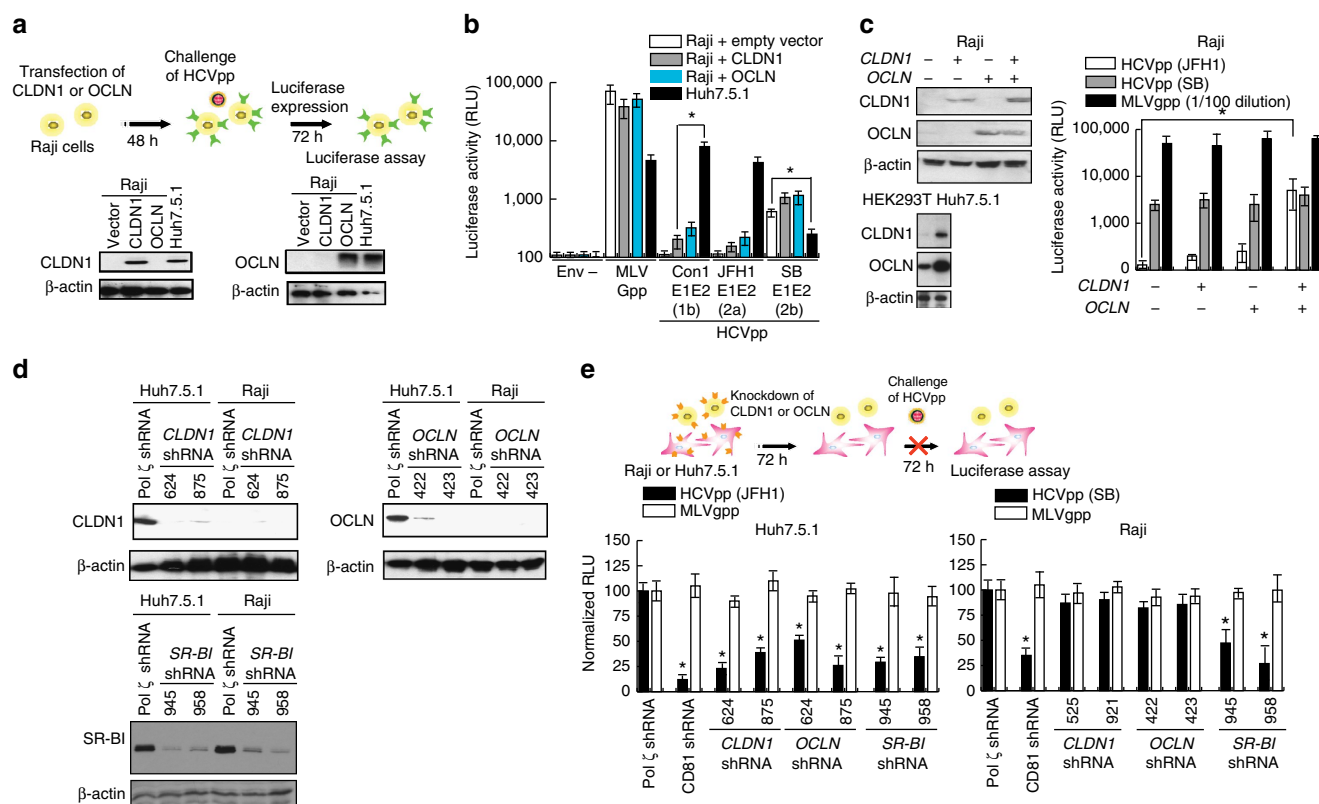 a
Transfection of
CLDN1 or OCLN
Challenge
of HCVpp
Luciferase
expression
Raji cells
48 h
72 h
Luciferase assay
Raji
Vector
CLDN1
OCLN
Huh7.5.1
CLDN1
β-actin
Raji
Vector
CLDN1
OCLN
Huh7.5.1
OCLN
β-actin
b
Raji + empty vector
Raji + CLDN1
Raji + OCLN
Huh7.5.1
Luciferase activity (RLU)
100,000
10,000
1,000
100
*
*
Env –
MLV
Gpp
Con1
E1E2
(1b)
JFH1
E1E2
(2a)
SB
E1E2
(2b)
HCVpp
c
Raji
CLDN1 – + – +
OCLN – – + +
CLDN1
OCLN
β-actin
HEK293T Huh7.5.1
CLDN1
OCLN
β-actin
Raji
HCVpp (JFH1)
HCVpp (SB)
MLVgpp (1/100 dilution)
Luciferase activity (RLU)
100,000
10,000
1,000
0
*
CLDN1 – + – +
OCLN – – + +
d
Huh7.5.1 Raji
Pol ζ shRNA
CLDN1
shRNA
624 875
Pol ζ shRNA
CLDN1
shRNA
624 875
CLDN1
β-actin
Huh7.5.1 Raji
Pol ζ shRNA
OCLN
shRNA
422 423
Pol ζ shRNA
OCLN
shRNA
422 423
OCLN
β-actin
Huh7.5.1 Raji
Pol ζ shRNA
SR-BI
shRNA
945 958
Pol ζ shRNA
SR-BI
shRNA
945 958
SR-BI
β-actin
e
Knockdown of
CLDN1 or OCLN
Challenge
of HCVpp
Raji or Huh7.5.1
72 h
72 h
Luciferase assay
HCVpp (JFH1)
MLVgpp
Huh7.5.1
Normalized RLU
150
125
100
75
50
25
0
* * * * * * *
Pol ζ shRNA
CD81 shRNA
624 875
CLDN1
shRNA
624 875
OCLN
shRNA
945 958
SR-BI
shRNA
HCVpp (SB)
MLVgpp
Raji
150
125
100
75
50
25
0
* * *
Pol ζ shRNA
CD81 shRNA
525 921
CLDN1
shRNA
422 423
OCLN
shRNA
945 958
SR-BI
shRNA